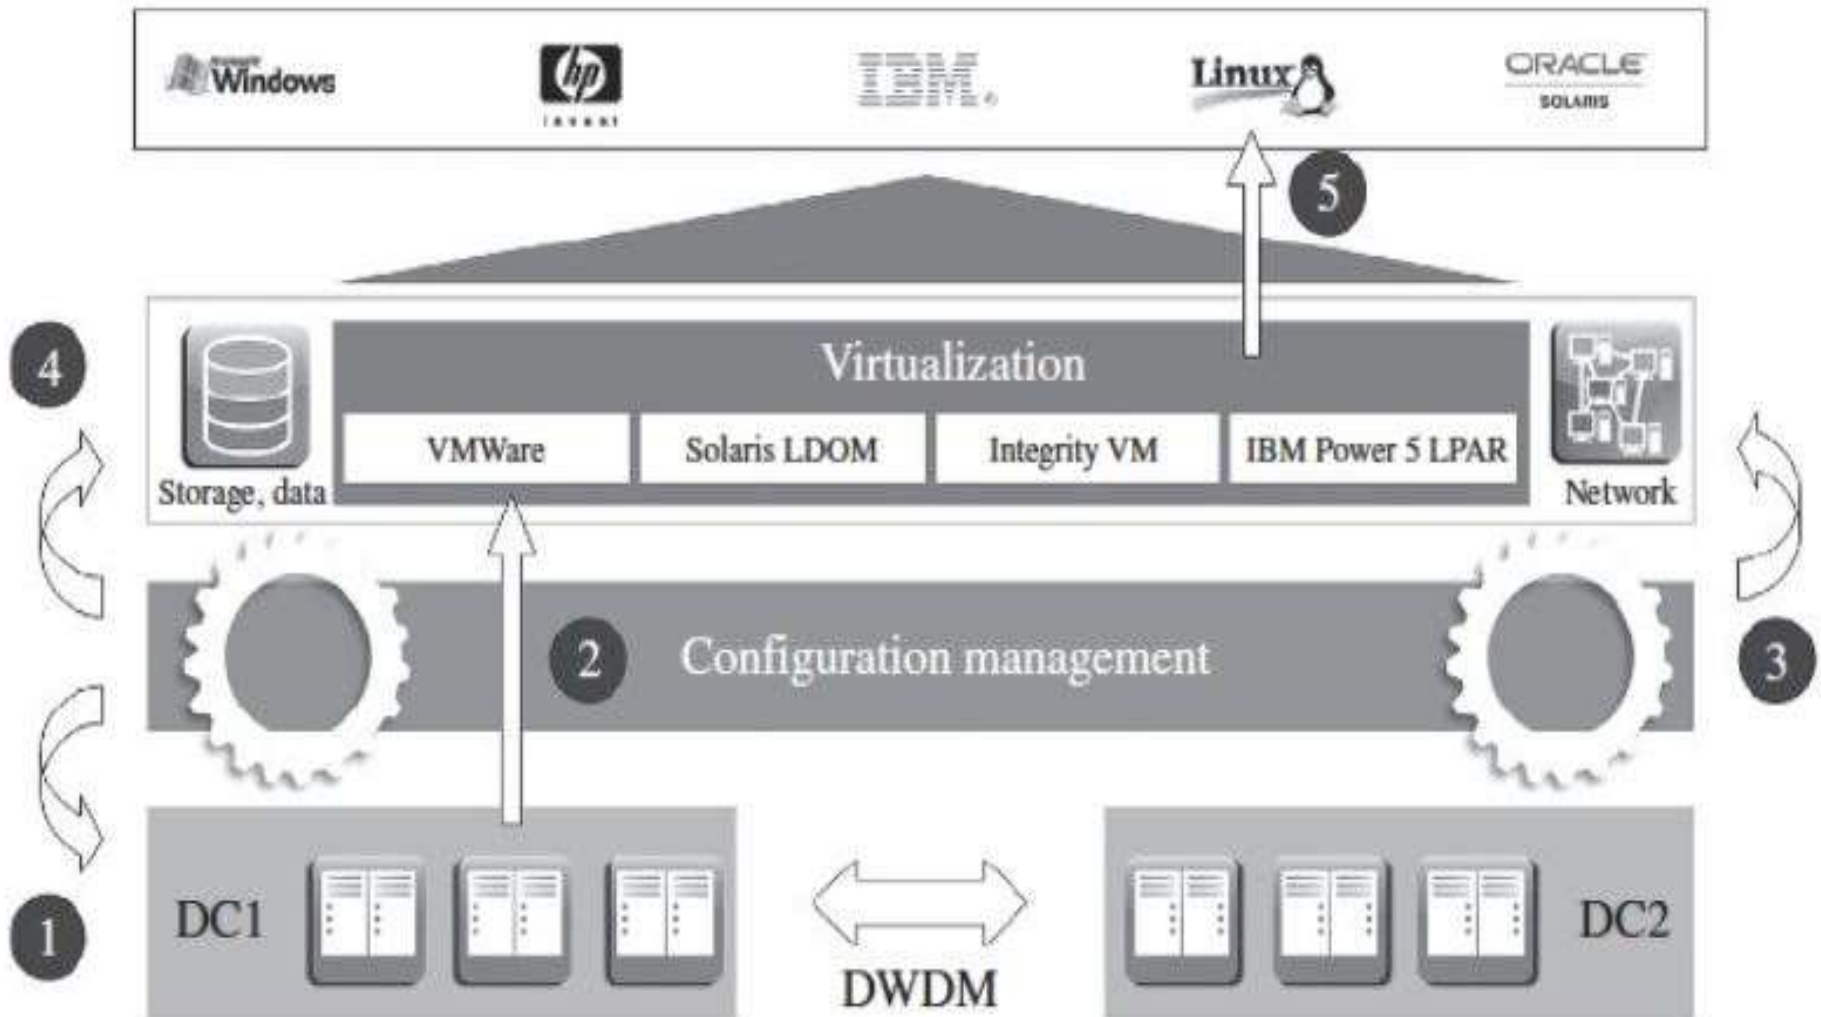 Windows
hp
invent
IBM
Linux
ORACLE
SOLARIS
5
4
Virtualization
VMWare
Solaris LDOM
Integrity VM
IBM Power 5 LPAR
Storage, data
Network
2
Configuration management
3
DC1
DC2
1
DWDM